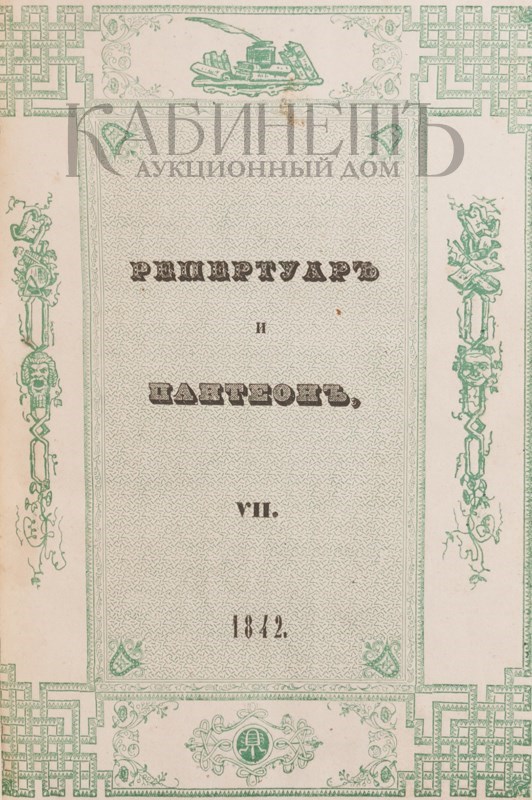 КАБИНЕТЪ
АУКЦИОННЫЙ ДОМ
РЕПЕРТУАРЪ
И
ПАНТЕОНЪ,
VII.
1842.